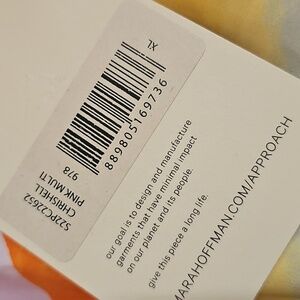 XL
889805169736
978
S22PC22652
CHRISHELL
PINK MULTI
our goal is to design and manufacture
garments that have minimal impact
on our planet and its people.
give this piece a long life.
MARAHOFFMAN.COM/APPROACH